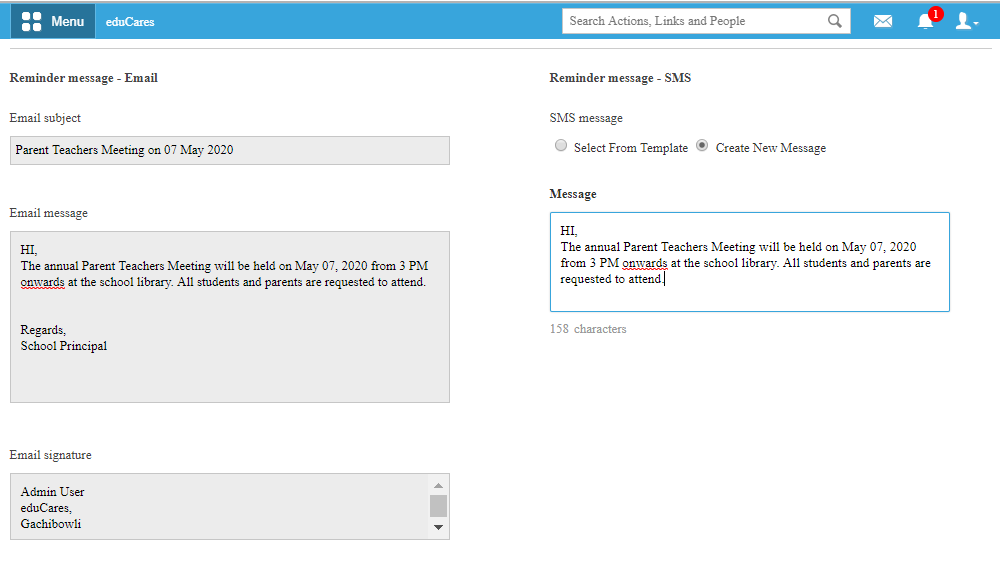 Menu
eduCares
Search Actions, Links and People
1
Reminder message - Email
Email subject
Parent Teachers Meeting on 07 May 2020
Email message
HI,
The annual Parent Teachers Meeting will be held on May 07, 2020 from 3 PM
onwards at the school library. All students and parents are requested to attend.
Regards,
School Principal
Email signature
Admin User
eduCares,
Gachibowli
Reminder message - SMS
SMS message
Select From Template
Create New Message
Message
HI,
The annual Parent Teachers Meeting will be held on May 07, 2020
from 3 PM onwards at the school library. All students and parents are
requested to attend.
158 characters